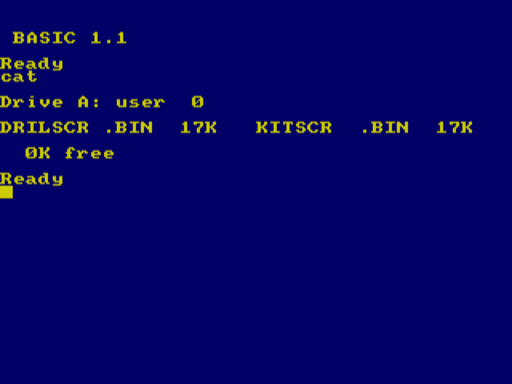 BASIC 1.1
Ready
cat
Drive A: user  0
DRILSCR .BIN  17K   KITSCR  .BIN  17K
0K free
Ready